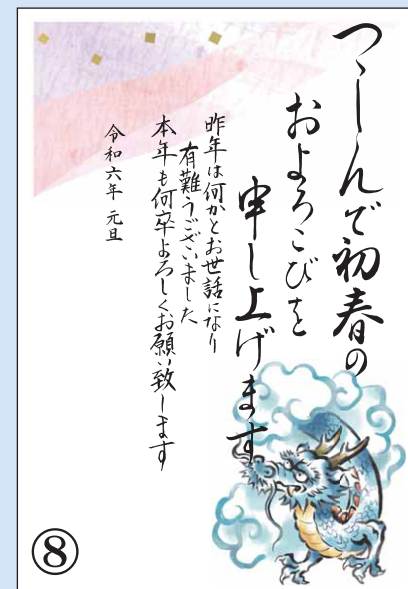 つゝしんで初春の
およろこびを
申し上げます
昨年は何かとお世話になり
有難うございました
本年も何卒よろしくお願い致します
令和六年 元旦
⑧